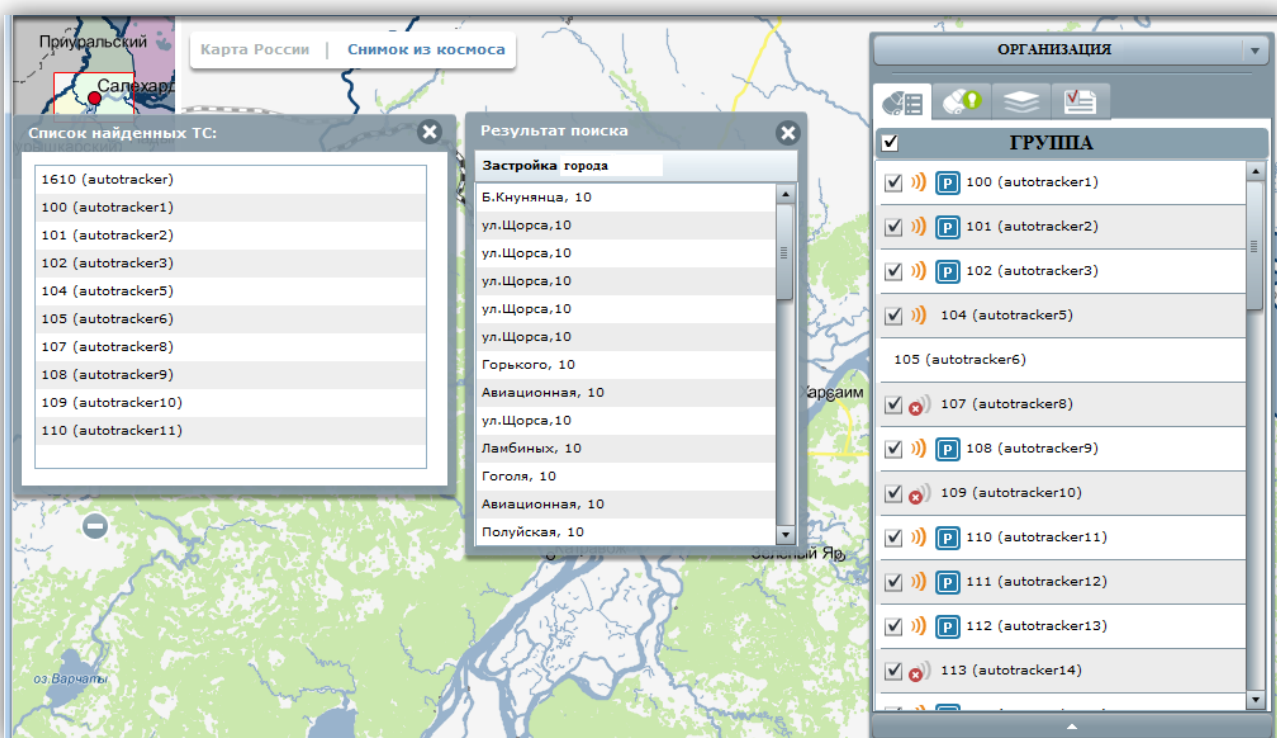 Приуральский
Салехард
Карта России | Снимок из космоса
Список найденных ТС:
1610 (autotracker)
100 (autotracker1)
101 (autotracker2)
102 (autotracker3)
104 (autotracker5)
105 (autotracker6)
107 (autotracker8)
108 (autotracker9)
109 (autotracker10)
110 (autotracker11)
Результат поиска
Застройка города
Б.Кнунянца, 10
ул.Щорса,10
ул.Щорса,10
ул.Щорса,10
ул.Щорса,10
ул.Щорса,10
Горького, 10
Авиационная, 10
ул.Щорса,10
Ламбиных, 10
Гоголя, 10
Авиационная, 10
Полуйская, 10
ОРГАНИЗАЦИЯ
ГРУППА
P 100 (autotracker1)
P 101 (autotracker2)
P 102 (autotracker3)
104 (autotracker5)
105 (autotracker6)
107 (autotracker8)
P 108 (autotracker9)
109 (autotracker10)
P 110 (autotracker11)
P 111 (autotracker12)
P 112 (autotracker13)
113 (autotracker14)
Харсаим
Зеленый Яр
оз.Варчаты